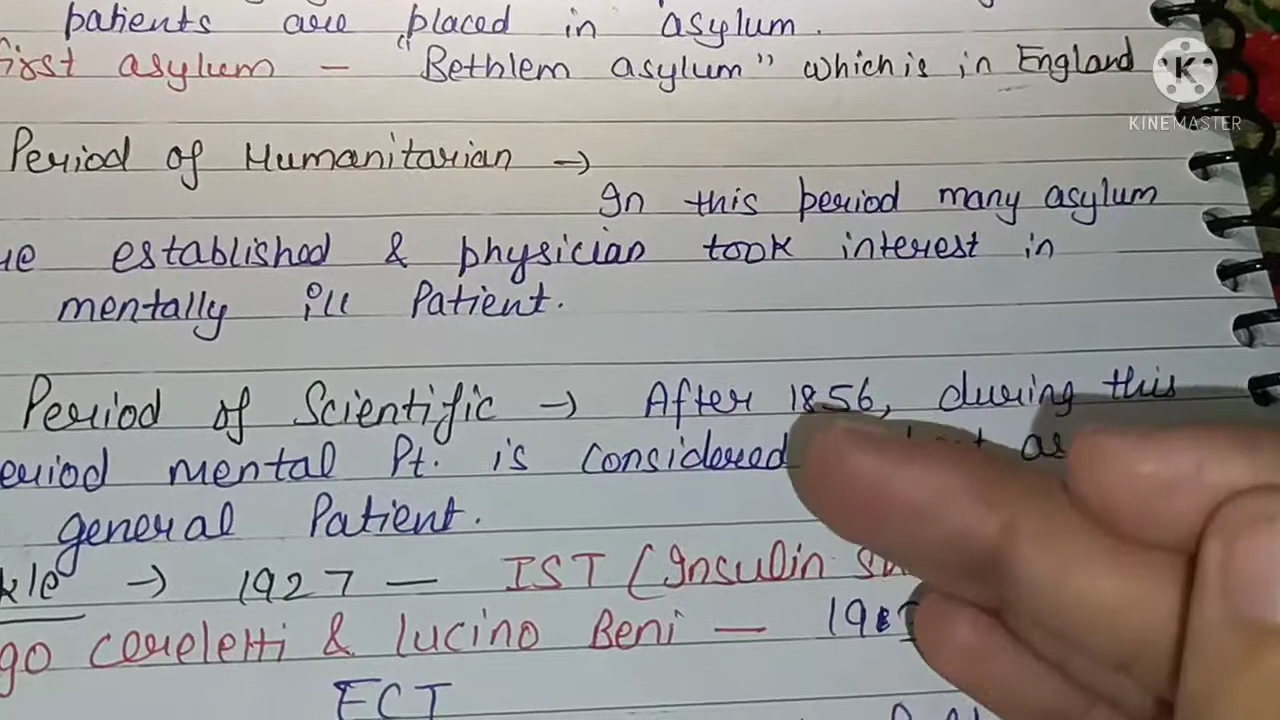 patients are placed in asylum.
first asylum - "Bethlem asylum" which is in England
KINEMASTER
Period of Humanitarian →
In this period many asylum
established & physician took interest in
mentally ill Patient.
Period of Scientific → After 1856, during this
mental Pt. is considered as
general Patient.
→ 1927 - IST (Insulin
cereletti & Lucino Beni -
ECT